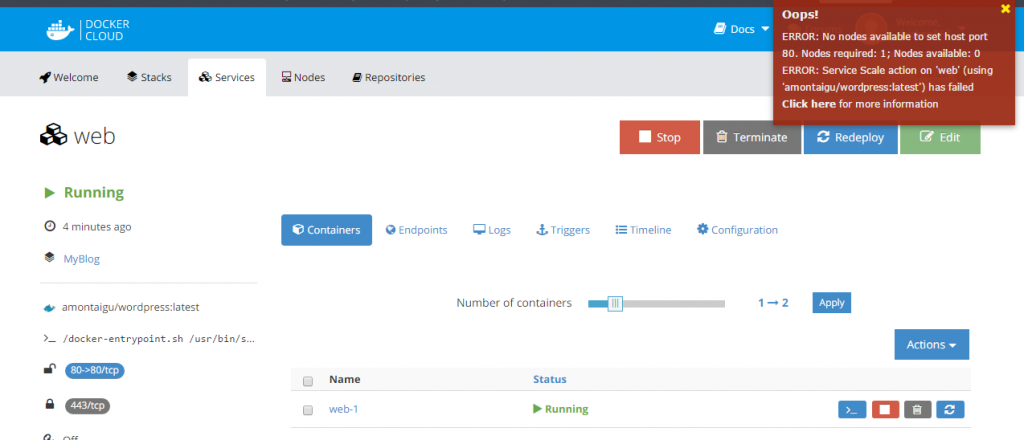 DOCKER
CLOUD
Docs
Oops!
ERROR: No nodes available to set host port
80. Nodes required: 1; Nodes available: 0
ERROR: Service Scale action on 'web' (using
'amontaigu/wordpress:latest') has failed
Click here for more information
Welcome
Stacks
Services
Nodes
Repositories
web
Stop
Terminate
Redeploy
Edit
Running
4 minutes ago
MyBlog
Containers
Endpoints
Logs
Triggers
Timeline
Configuration
amontaigu/wordpress:latest
Number of containers
1→2
Apply
/docker-entrypoint.sh /usr/bin/s...
80->80/tcp
443/tcp
Off
Actions
Name
Status
web-1
Running